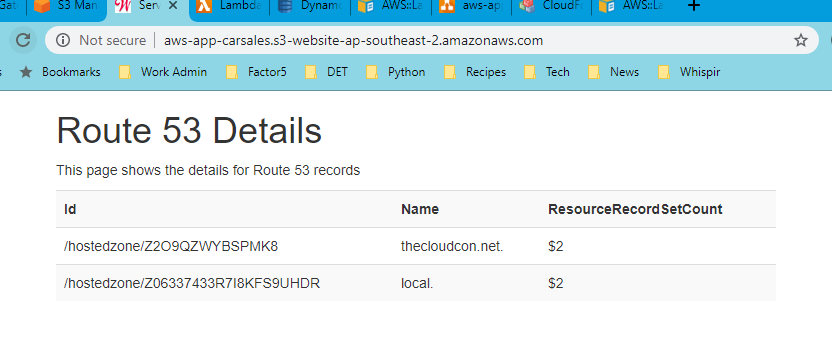 Gat S3 Man Serv Lambda Dynamo AWS::La aws-app CloudFo AWS::La
Not secure | aws-app-carsales.s3-website-ap-southeast-2.amazonaws.com
s Bookmarks Work Admin Factor5 DET Python Recipes Tech News Whispir
Route 53 Details
This page shows the details for Route 53 records
Id Name ResourceRecordSetCount
/hostedzone/Z2O9QZWYBSPMK8 thecloudcon.net. $2
/hostedzone/Z06337433R7I8KFS9UHDR local. $2